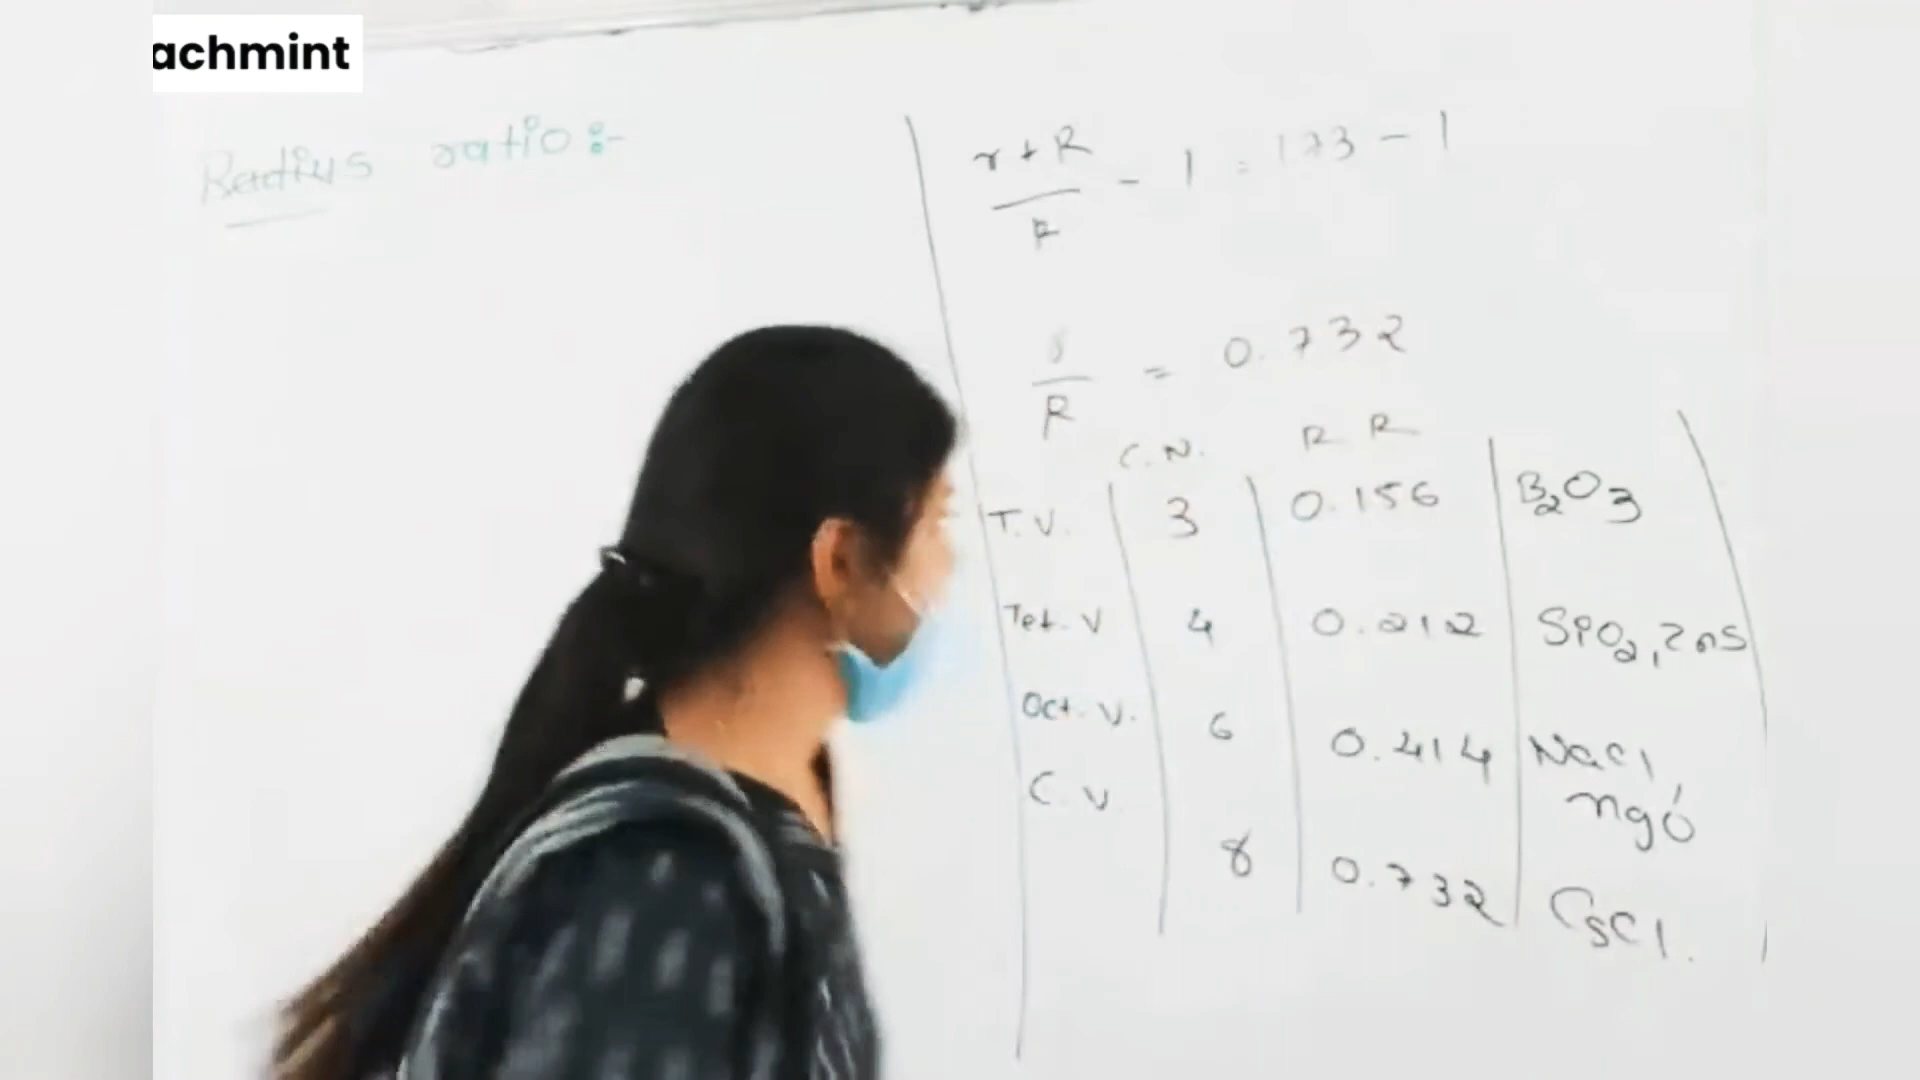 achmint
Radius ratio:-
r + R
R
- 1 = 1.73 - 1
r
R
= 0.732
C.N. R R
T.V. 3 0.156 B2O3
Tet. V 4 0.212 SiO2, ZnS
Oct. V. 6 0.414 NaCl,
MgO
C.V 8 0.732 CsCl.